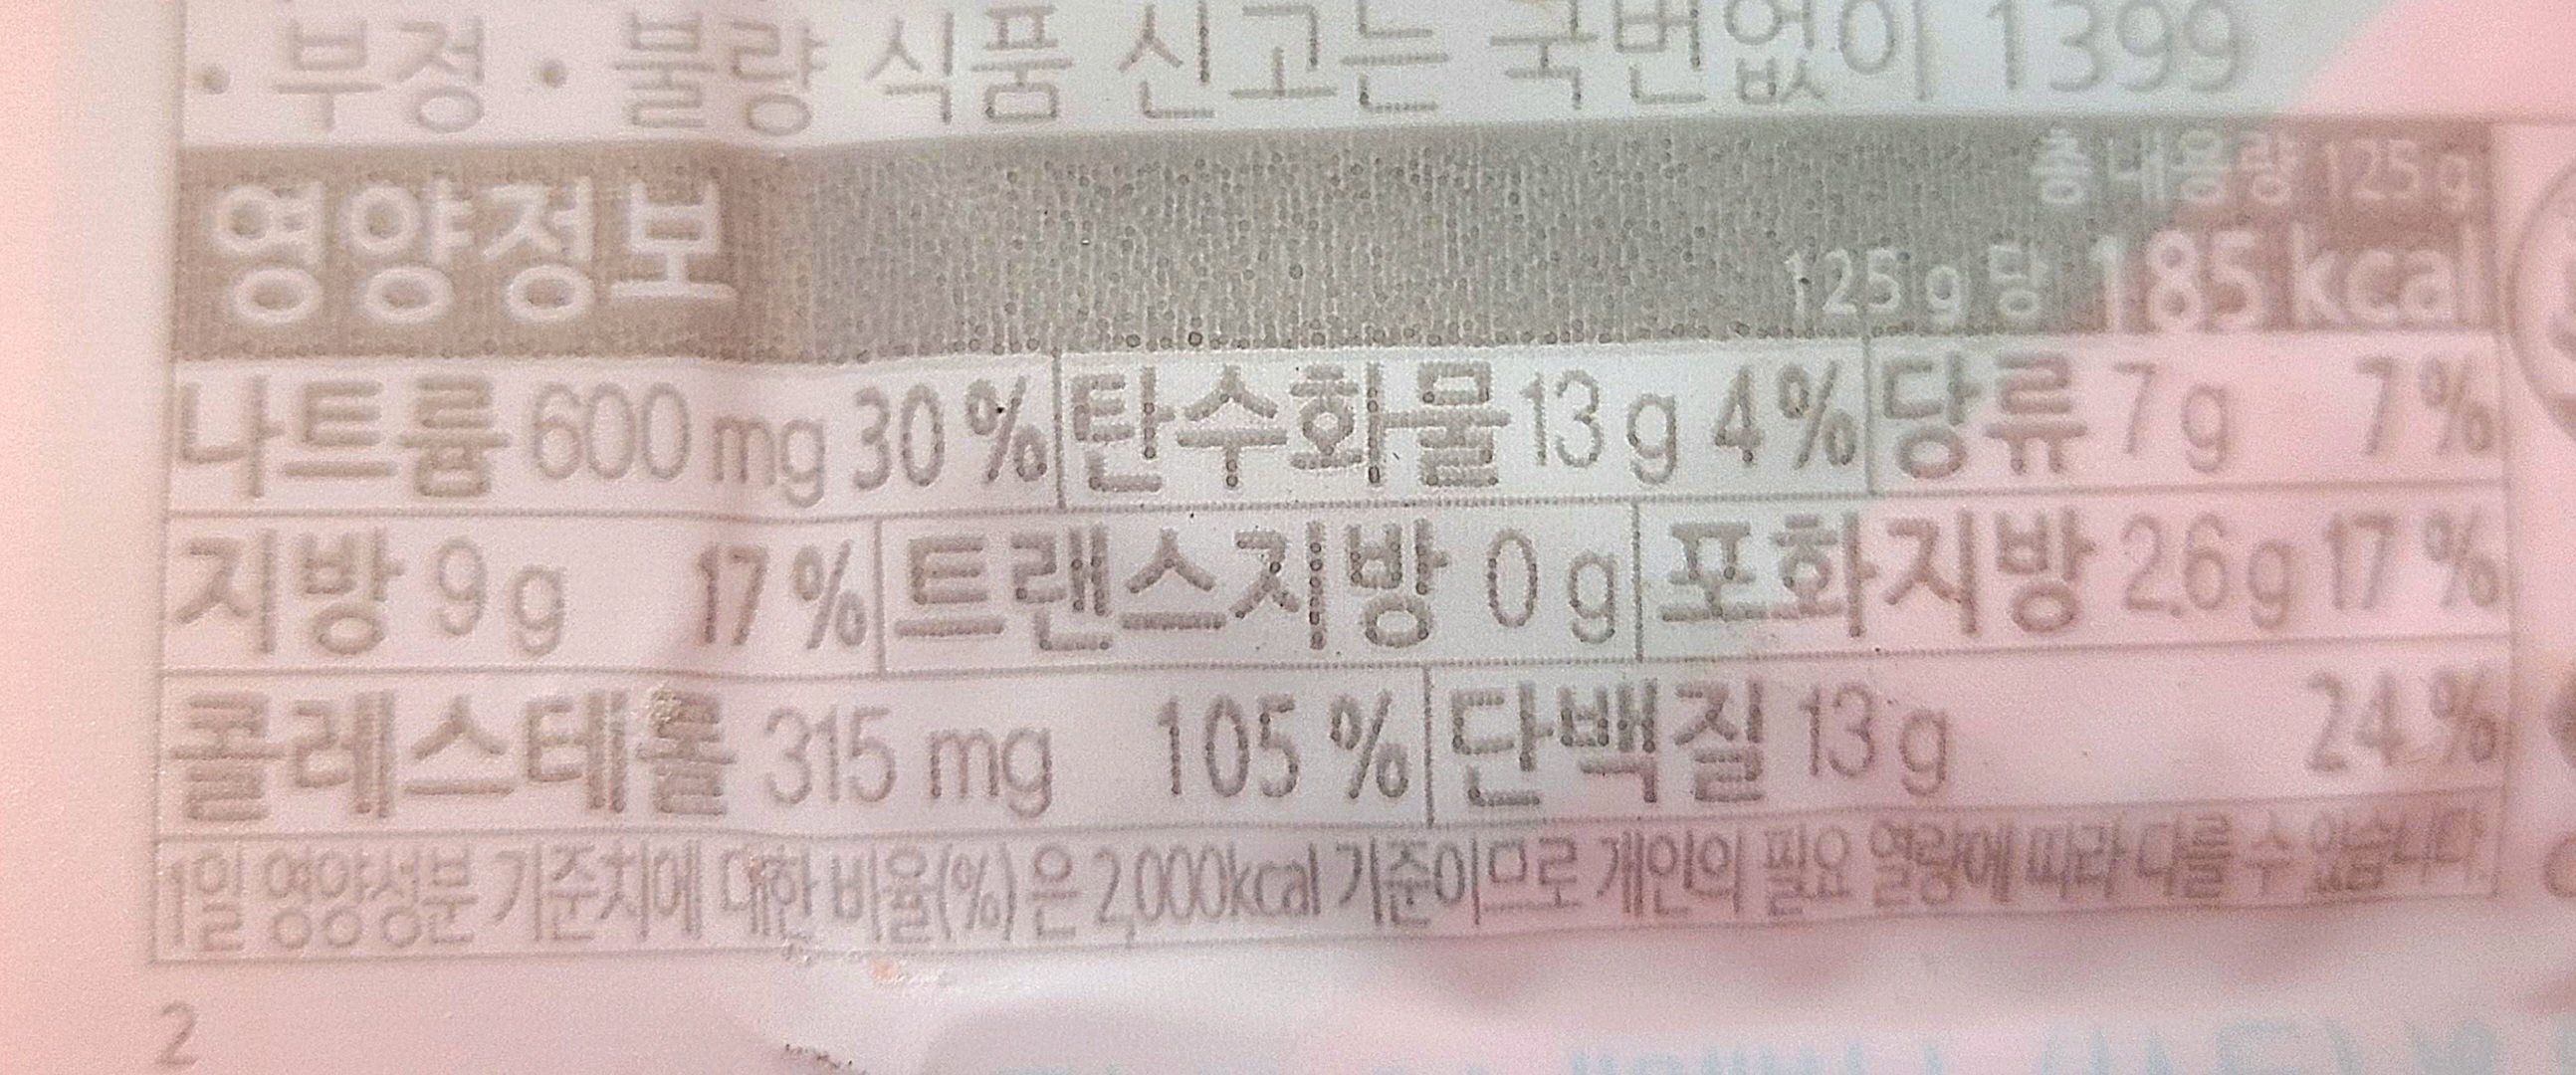 · 부정 · 불량 식품 신고는 국번없이 1399
영양정보
총 내용량 125 g
125 g 당 185 kcal
나트륨 600 mg 30 % 탄수화물 13 g 4 % 당류 7 g 7 %
지방 9 g 17 % 트랜스지방 0 g 포화지방 2.6 g 17 %
콜레스테롤 315 mg 105 % 단백질 13 g 24 %
1일 영양성분 기준치에 대한 비율(%)은 2,000kcal 기준이므로 개인의 필요 열량에 따라 다를 수 있습니다.
2